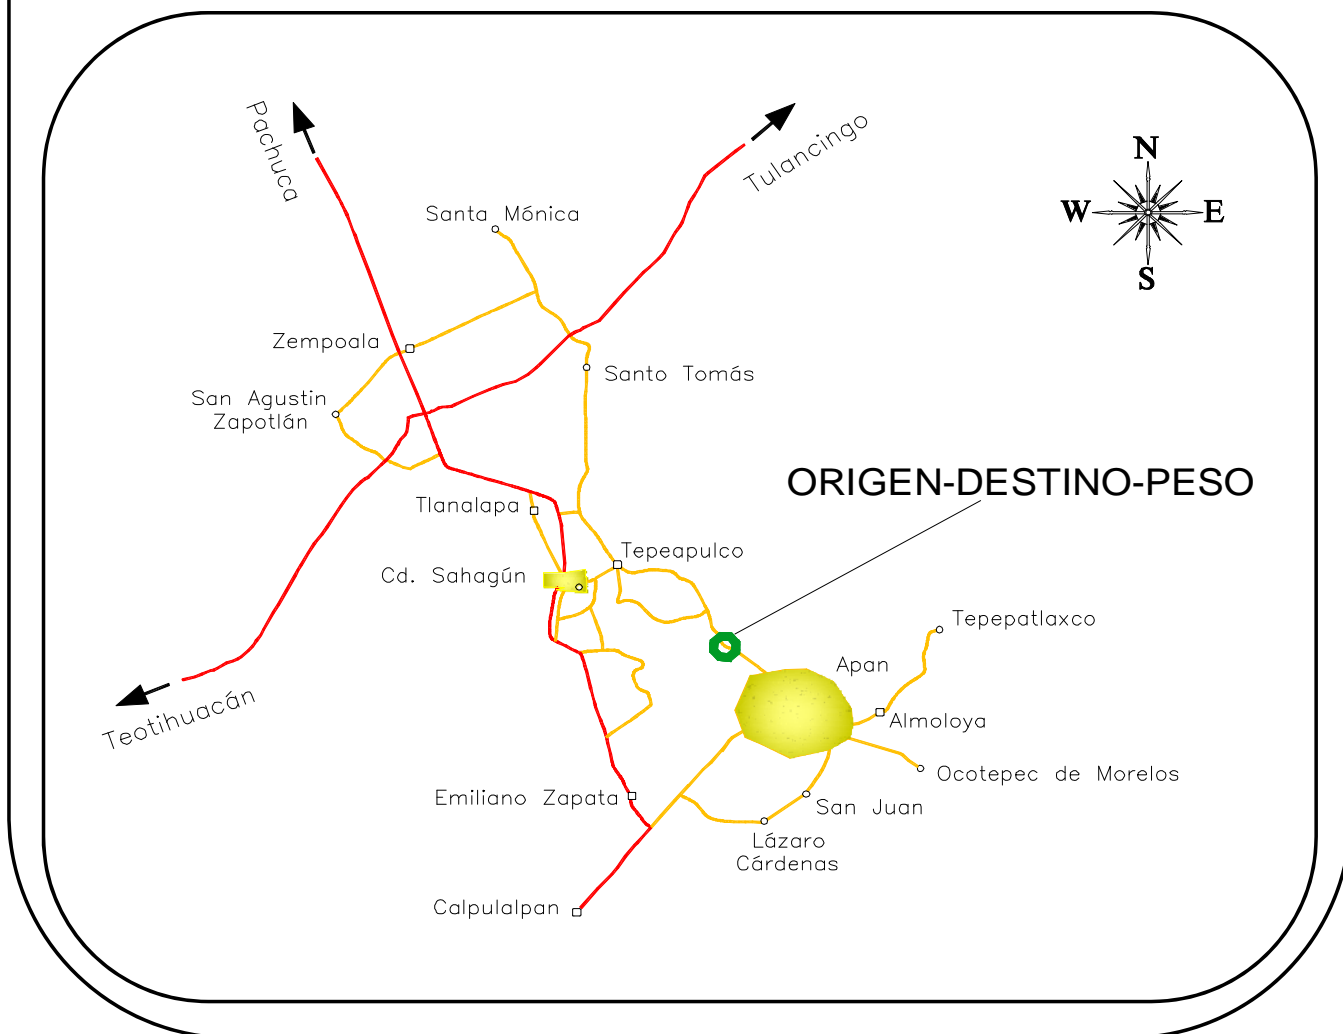 Pachuca
Tulancingo
N
W
E
S
Santa Mónica
Zempoala
Santo Tomás
San Agustin
Zapotlán
ORIGEN-DESTINO-PESO
Tlanalapa
Tepeapulco
Cd. Sahagún
Tepepatlaxco
Apan
Teotihuacán
Almoloya
Ocotepec de Morelos
Emiliano Zapata
San Juan
Lázaro
Cárdenas
Calpulalpan